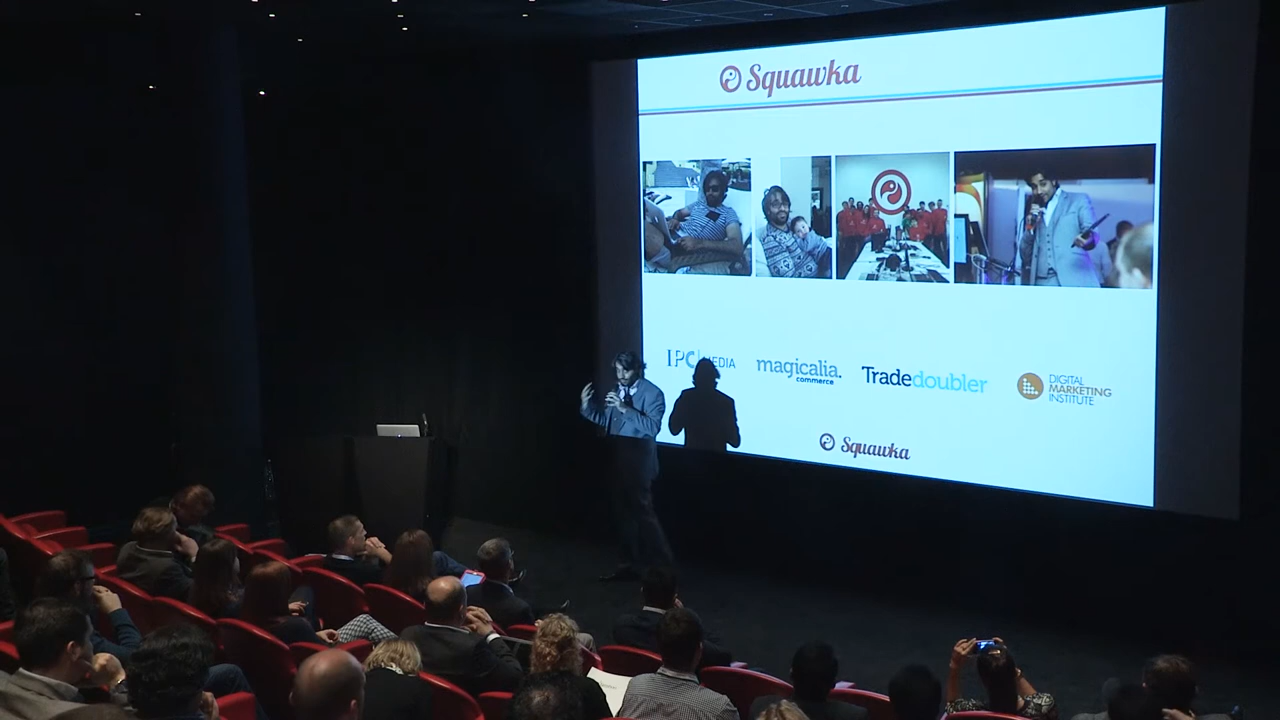 Squawka
IPC MEDIA
magicalia.
commerce
Tradedoubler
DIGITAL
MARKETING
INSTITUTE
Squawka